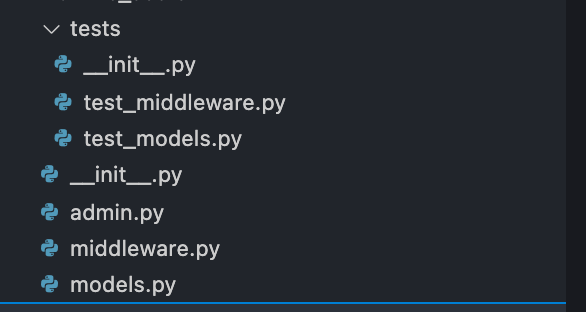 tests
__init__.py
test_middleware.py
test_models.py
__init__.py
admin.py
middleware.py
models.py